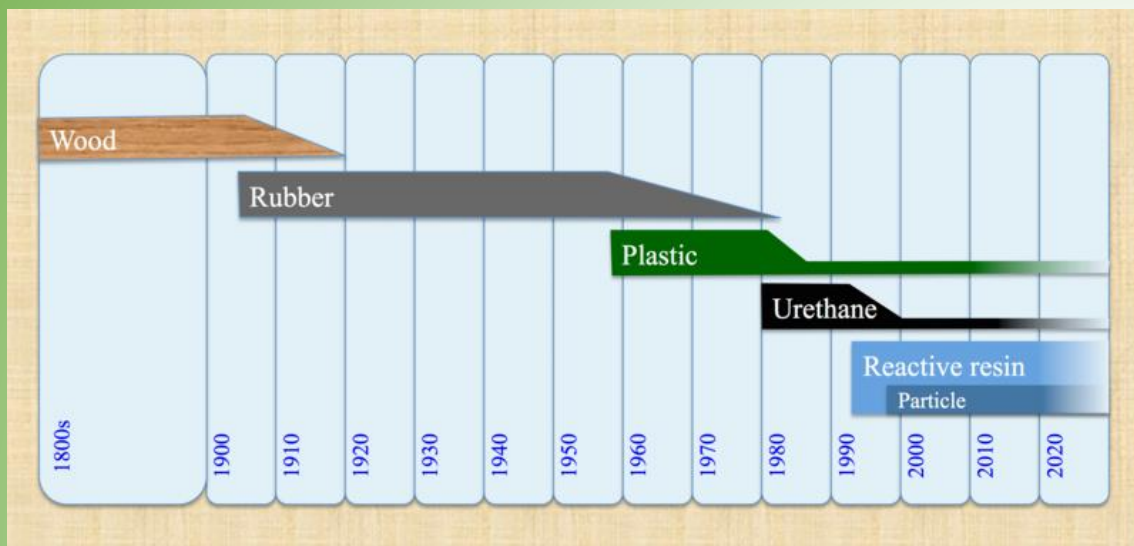 Wood
Rubber
Plastic
Urethane
Reactive resin
Particle
1800s
1900
1910
1920
1930
1940
1950
1960
1970
1980
1990
2000
2010
2020